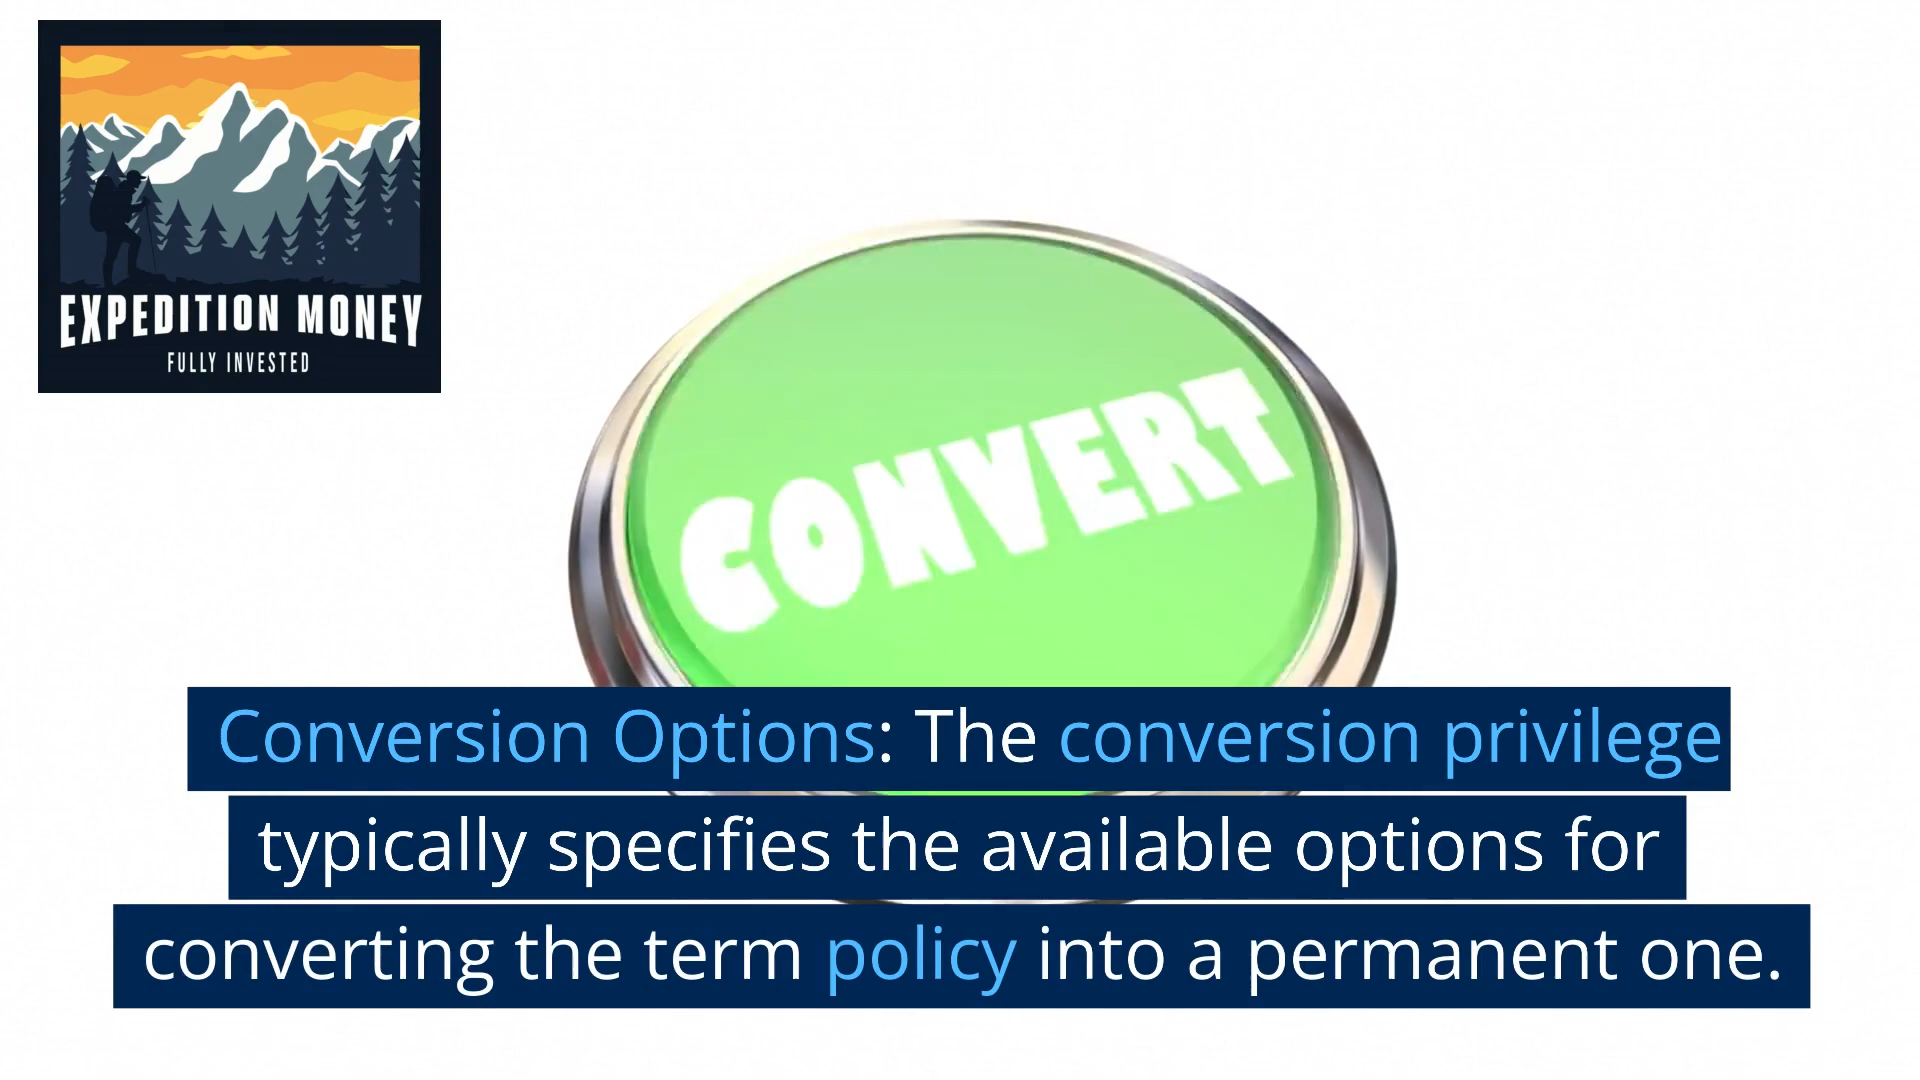 EXPEDITION MONEY
FULLY INVESTED
CONVERT
Conversion Options: The conversion privilege
typically specifies the available options for
converting the term policy into a permanent one.